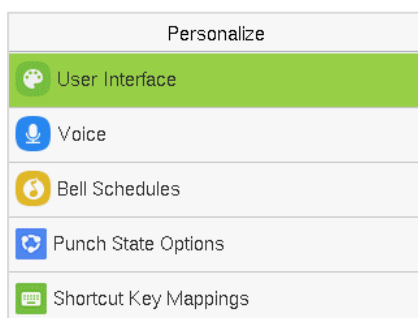 Personalize
User Interface
Voice
Bell Schedules
Punch State Options
Shortcut Key Mappings